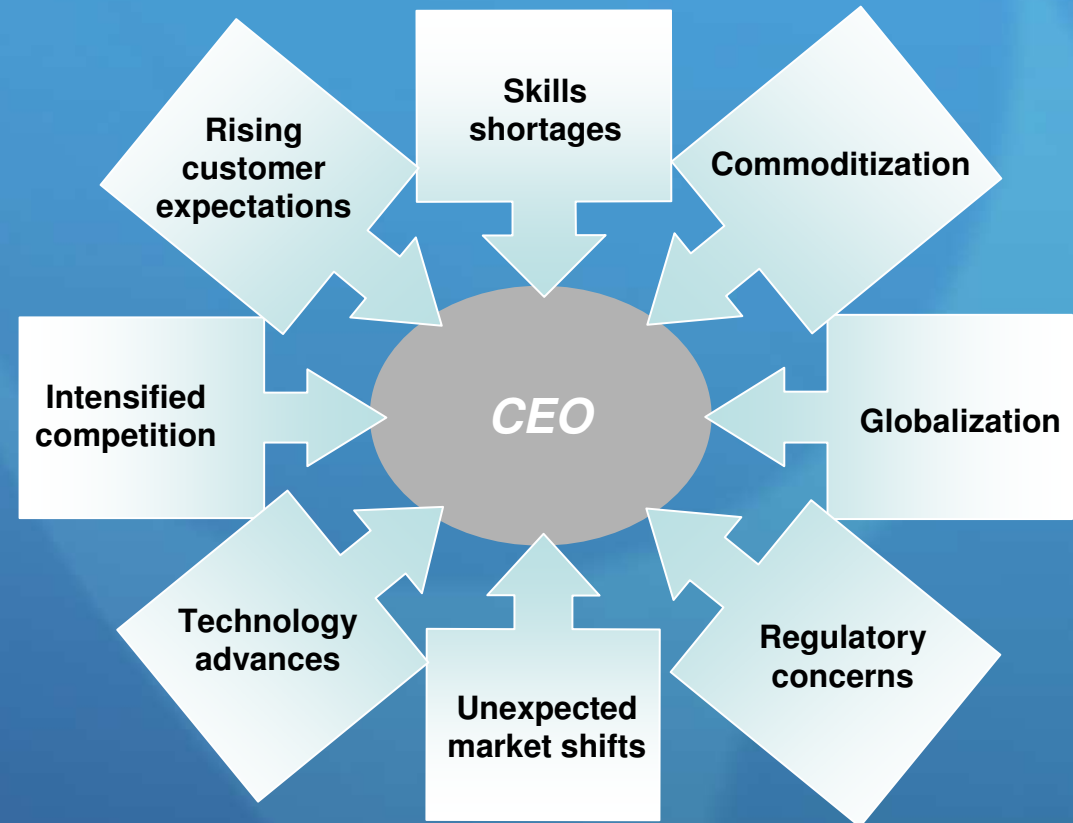 Skills
shortages
Rising
customer
expectations
Commoditization
Intensified
competition
CEO
Globalization
Technology
advances
Regulatory
concerns
Unexpected
market shifts